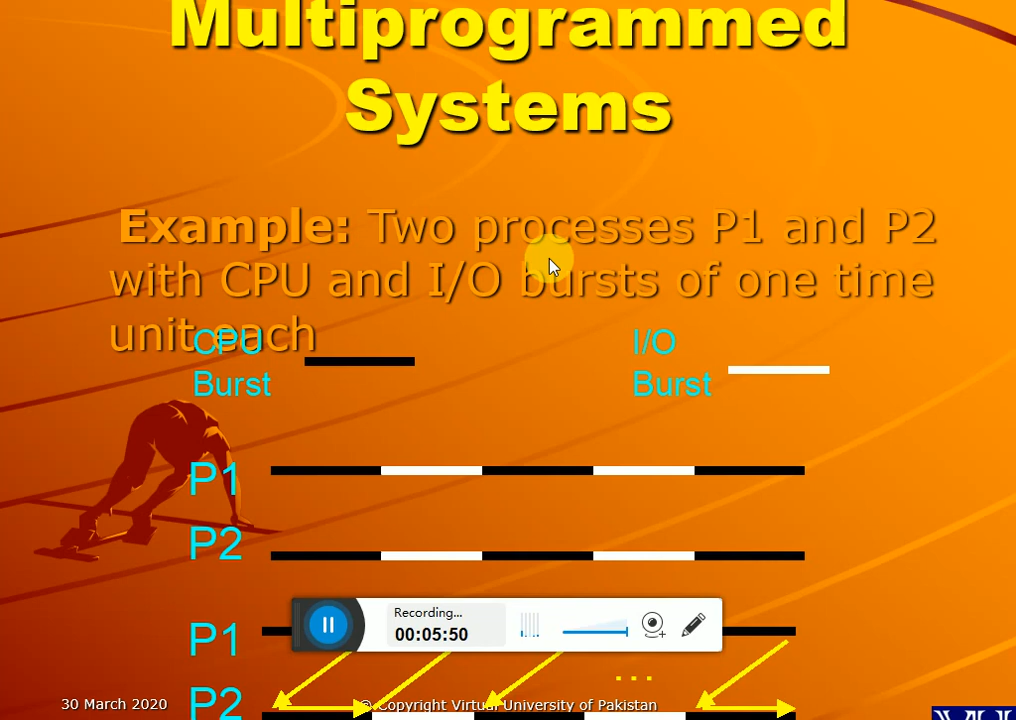 Multiprogrammed
Systems
Example: Two processes P1 and P2
with CPU and I/O bursts of one time
unit each
CPU
Burst
I/O
Burst
P1
P2
Recording...
00:05:50
P1
...
P2
30 March 2020
© Copyright Virtual University of Pakistan